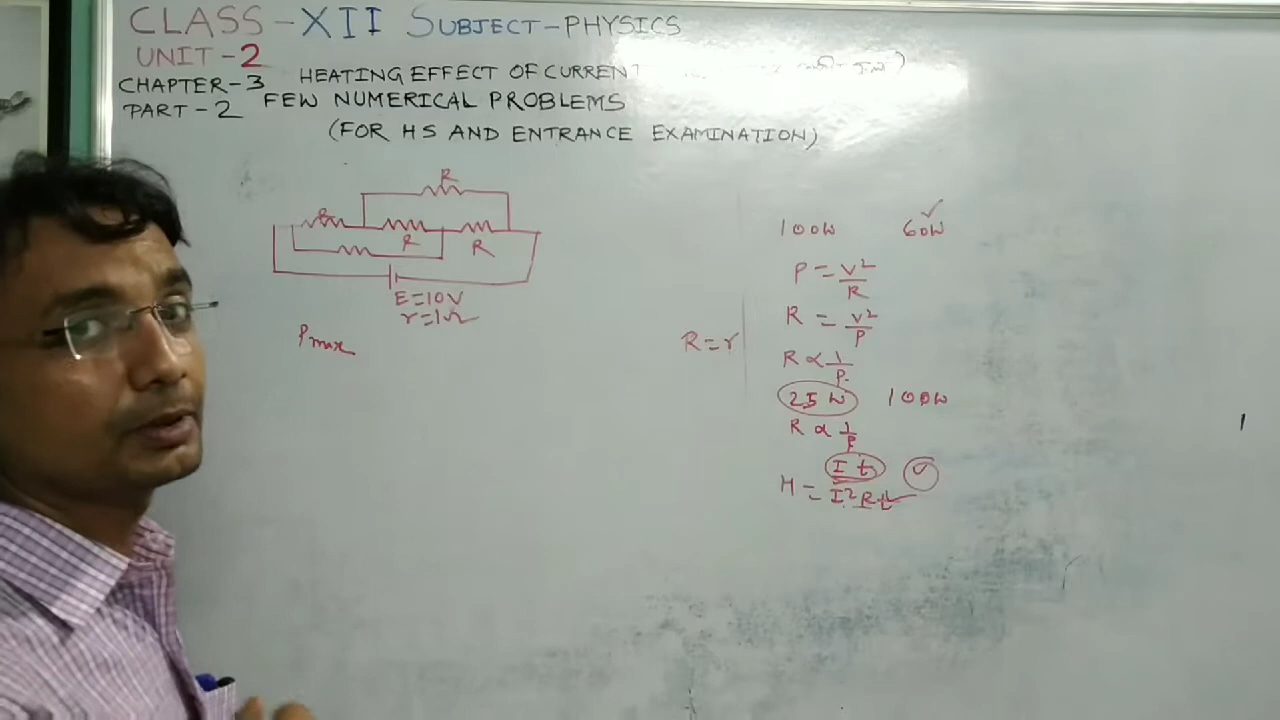 CLASS-XII SUBJECT-PHYSICS
UNIT-2
CHAPTER-3 HEATING EFFECT OF CURRENT
PART-2 FEW NUMERICAL PROBLEMS
(FOR HS AND ENTRANCE EXAMINATION)
R
R
R
R
E=10V
r=1Ω
Pmax
R=r
100W 60W ✓
P = V²/R
R = V²/P
R ∝ 1/P
25 W 100W
R ∝ 1/P
I t ✓
H = I²Rt